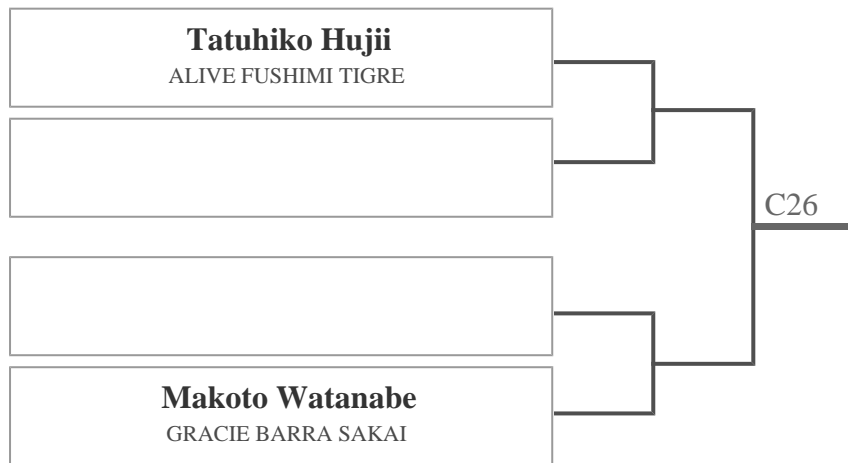 Tatuhiko Hujii
ALIVE FUSHIMI TIGRE
C26
Makoto Watanabe
GRACIE BARRA SAKAI